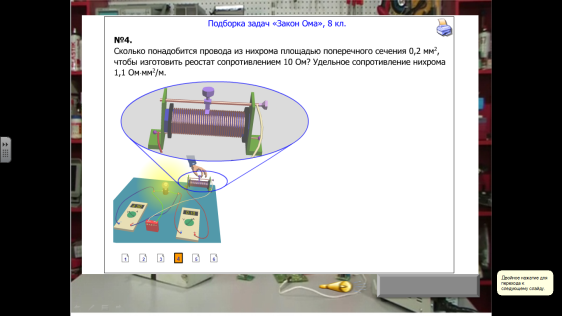 Подборка задач «Закон Ома», 8 кл.
№4.
Сколько понадобится провода из нихрома площадью поперечного сечения 0,2 мм²,
чтобы изготовить реостат сопротивлением 10 Ом? Удельное сопротивление нихрома
1,1 Ом·мм²/м.
1 2 3 4 5 6
Двойное нажатие для
перехода к
следующему слайду.